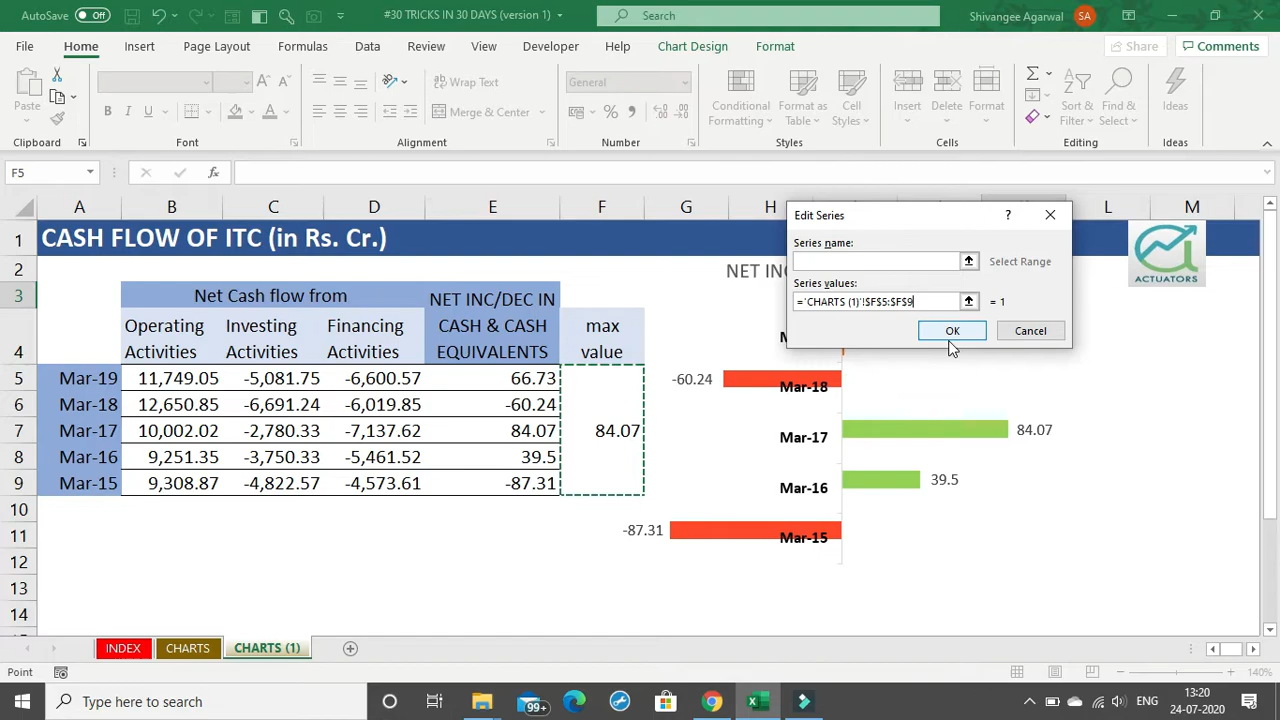 AutoSave Off #30 TRICKS IN 30 DAYS (version 1) Search Shivangee Agarwal SA
File Home Insert Page Layout Formulas Data Review View Developer Help Chart Design Format Share Comments
Paste B I U Wrap Text Merge & Center General Conditional Formatting Format as Table Cell Styles Insert Delete Format Sort & Filter Find & Select Ideas
Clipboard Font Alignment Number Styles Cells Editing Ideas
F5 fx
A B C D E F G H L M
1 CASH FLOW OF ITC (in Rs. Cr.)
2 NET INC
3 Net Cash flow from NET INC/DEC IN CASH & CASH EQUIVALENTS
4 Operating Activities Investing Activities Financing Activities max value
5 Mar-19 11,749.05 -5,081.75 -6,600.57 66.73
6 Mar-18 12,650.85 -6,691.24 -6,019.85 -60.24
7 Mar-17 10,002.02 -2,780.33 -7,137.62 84.07 84.07
8 Mar-16 9,251.35 -3,750.33 -5,461.52 39.5
9 Mar-15 9,308.87 -4,822.57 -4,573.61 -87.31
10
11
12
13
14
Edit Series ?
Series name:
Select Range
Series values:
='CHARTS (1)'!$F$5:$F$9 = 1
OK Cancel
-60.24 Mar-18
Mar-17 84.07
Mar-16 39.5
-87.31 Mar-15
ACTUATORS
INDEX CHARTS CHARTS (1)
Point 140%
Type here to search 99+ ENG 13:20
24-07-2020